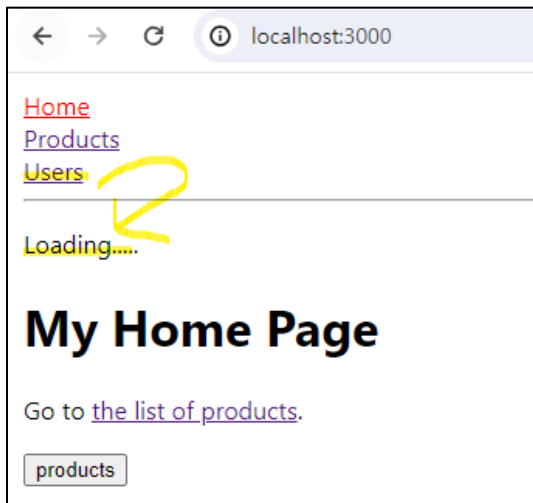 localhost:3000
Home
Products
Users
Loading.....
My Home Page
Go to the list of products.
products